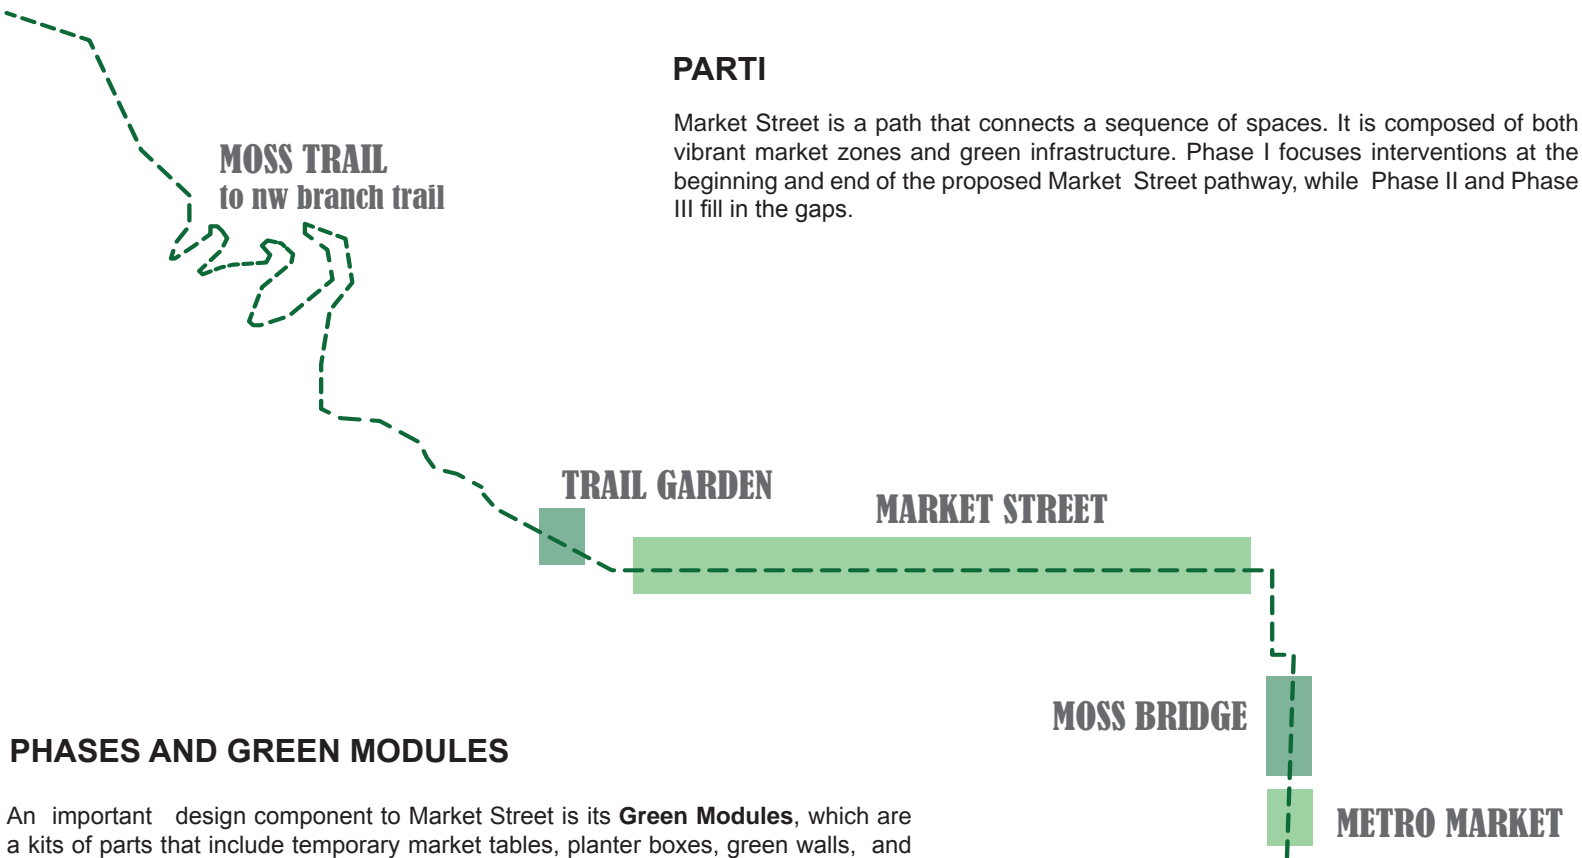 PARTI
Market Street is a path that connects a sequence of spaces. It is composed of both
vibrant market zones and green infrastructure. Phase I focuses interventions at the
beginning and end of the proposed Market Street pathway, while Phase II and Phase
III fill in the gaps.
MOSS TRAIL
to nw branch trail
TRAIL GARDEN
MARKET STREET
MOSS BRIDGE
METRO MARKET
PHASES AND GREEN MODULES
An important design component to Market Street is its Green Modules, which are
a kits of parts that include temporary market tables, planter boxes, green walls, and